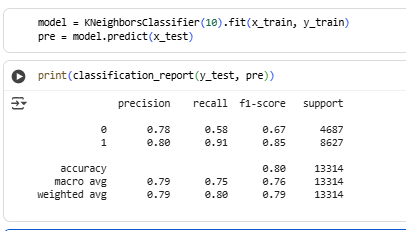 model = KNeighborsClassifier(10).fit(x_train, y_train)
pre = model.predict(x_test)
print(classification_report(y_test, pre))
precision recall f1-score support
0 0.78 0.58 0.67 4687
1 0.80 0.91 0.85 8627
accuracy 0.80 13314
macro avg 0.79 0.75 0.76 13314
weighted avg 0.79 0.80 0.79 13314